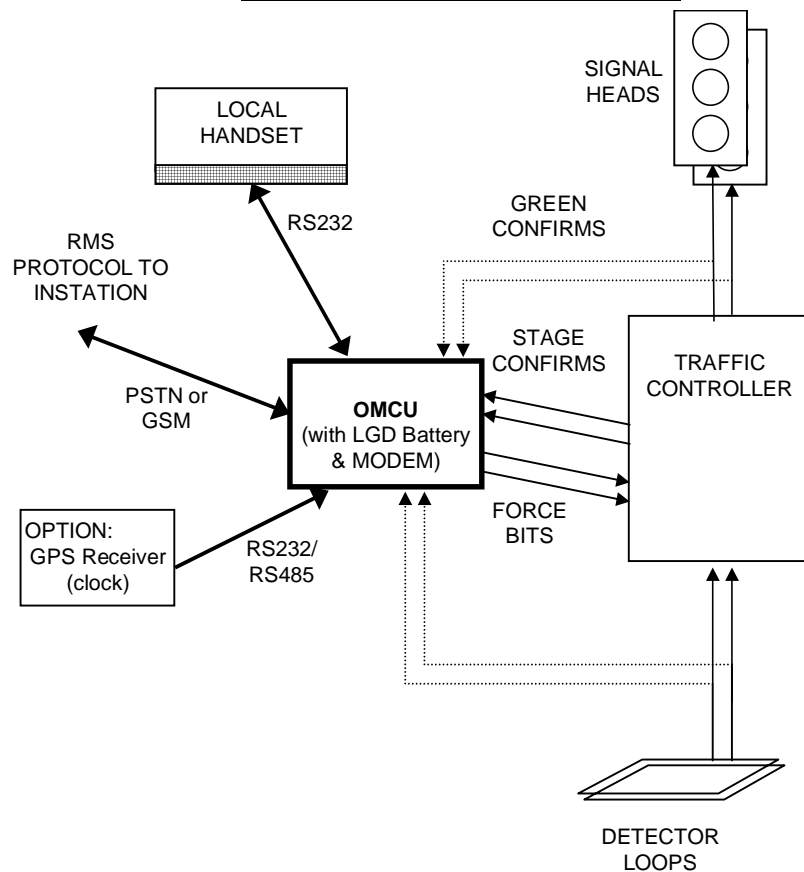 SIGNAL
HEADS
LOCAL
HANDSET
RS232
GREEN
CONFIRMS
RMS
PROTOCOL TO
INSTATION
STAGE
CONFIRMS
TRAFFIC
CONTROLLER
PSTN or
GSM
OMCU
(with LGD Battery
& MODEM)
FORCE
BITS
OPTION:
GPS Receiver
(clock)
RS232/
RS485
DETECTOR
LOOPS